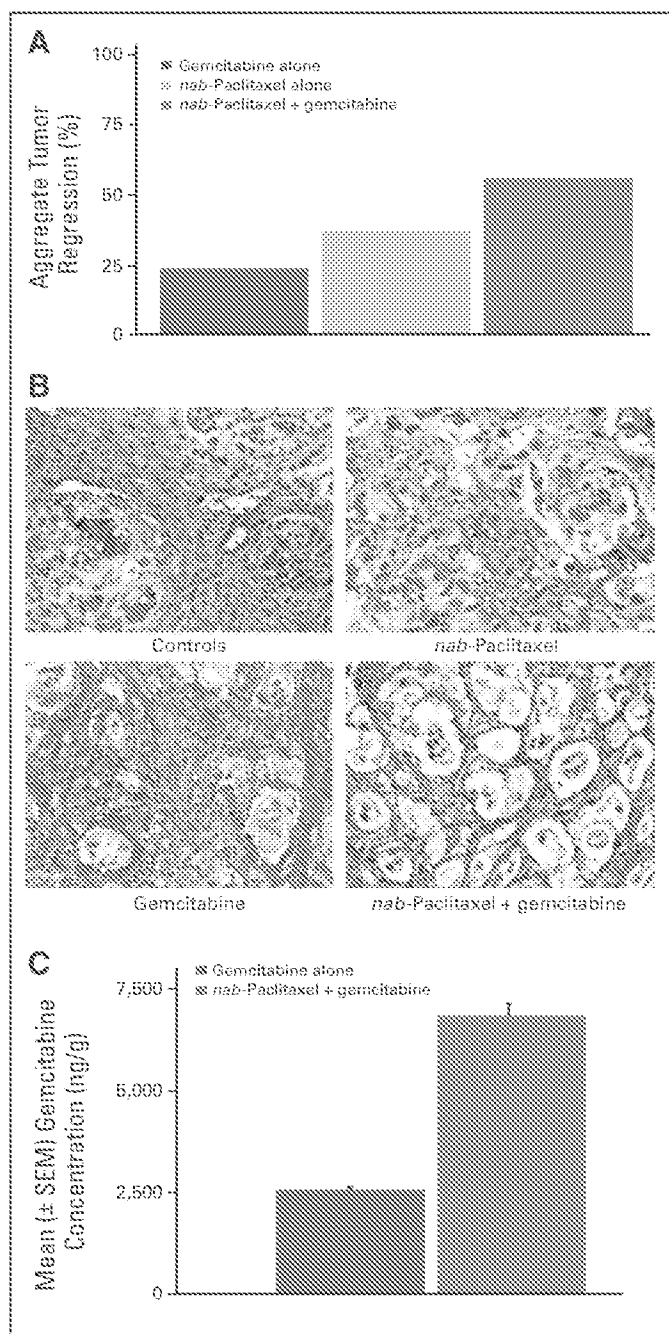 A
Aggregate Tumor
Regression (%)
100
75
50
25
0
Gemcitabine alone
nab-Paclitaxel alone
nab-Paclitaxel + gemcitabine
B
Controls
nab-Paclitaxel
Gemcitabine
nab-Paclitaxel + gemcitabine
C
Mean (± SEM) Gemcitabine
Concentration (ng/g)
7,500
5,000
2,500
0
Gemcitabine alone
nab-Paclitaxel + gemcitabine